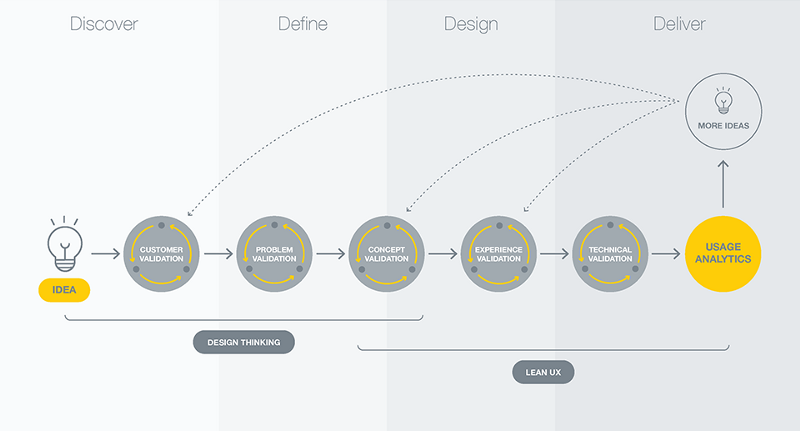 Discover
Define
Design
Deliver
MORE IDEAS
IDEA
CUSTOMER
VALIDATION
PROBLEM
VALIDATION
CONCEPT
VALIDATION
EXPERIENCE
VALIDATION
TECHNICAL
VALIDATION
USAGE
ANALYTICS
DESIGN THINKING
LEAN UX